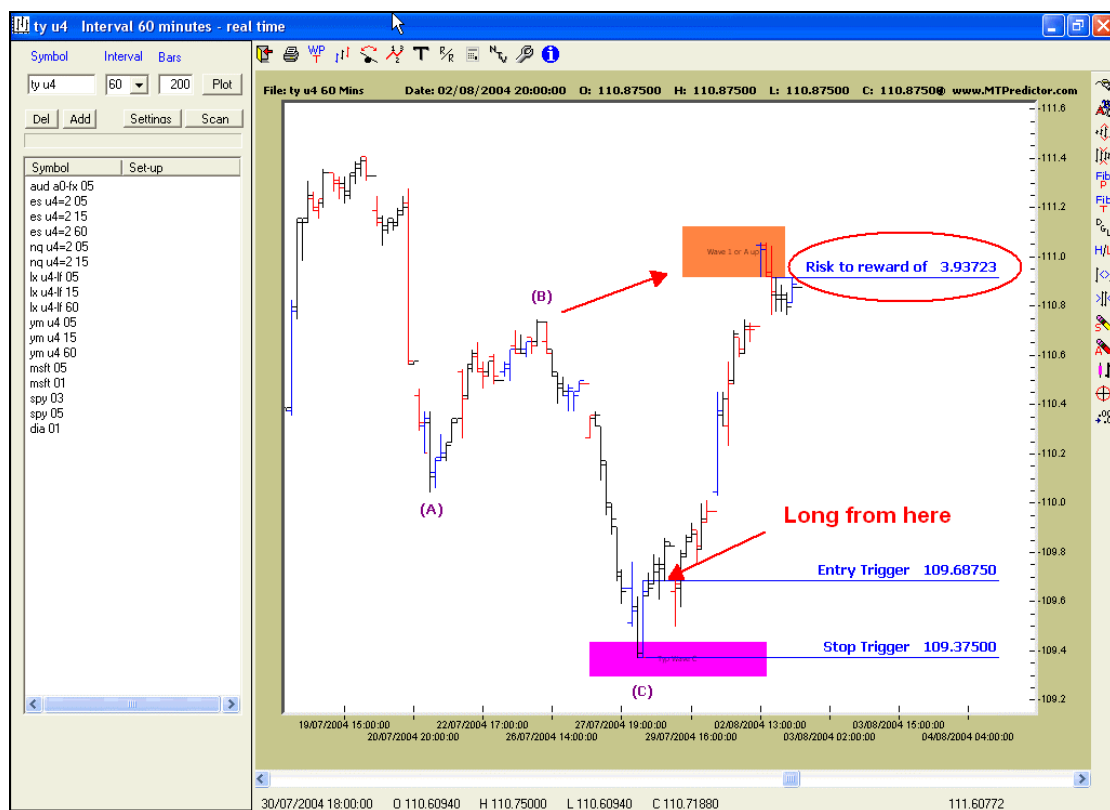 ty u4 Interval 60 minutes - real time
Symbol Interval Bars
ty u4 60 200 Plot
Del Add Settings Scan
Symbol Set-up
aud a0-fx 05
es u4=2 05
es u4=2 15
es u4=2 60
nq u4=2 05
nq u4=2 15
lx u4-lf 05
lx u4-lf 15
lx u4-lf 60
ym u4 05
ym u4 15
ym u4 60
msft 05
msft 01
spy 03
spy 05
dia 01
WP
T
T
R/R
File: ty u4 60 Mins Date: 02/08/2004 20:00:00 O: 110.87500 H: 110.87500 L: 110.87500 C: 110.87500 www.MTPredictor.com
111.6
111.4
111.2
111.0
110.8
110.6
110.4
110.2
110.0
109.8
109.6
109.4
109.2
Wave 1 or A up
Risk to reward of 3.93723
(B)
(A)
Long from here
Entry Trigger 109.68750
Stop Trigger 109.37500
Typ Wave C
(C)
19/07/2004 15:00:00 22/07/2004 17:00:00 27/07/2004 19:00:00 02/08/2004 13:00:00 03/08/2004 15:00:00
20/07/2004 20:00:00 26/07/2004 14:00:00 29/07/2004 16:00:00 03/08/2004 02:00:00 04/08/2004 04:00:00
Fib
P
Fib
T
DGL
H/L
30/07/2004 18:00:00 O 110.60940 H 110.75000 L 110.60940 C 110.71880 111.60772